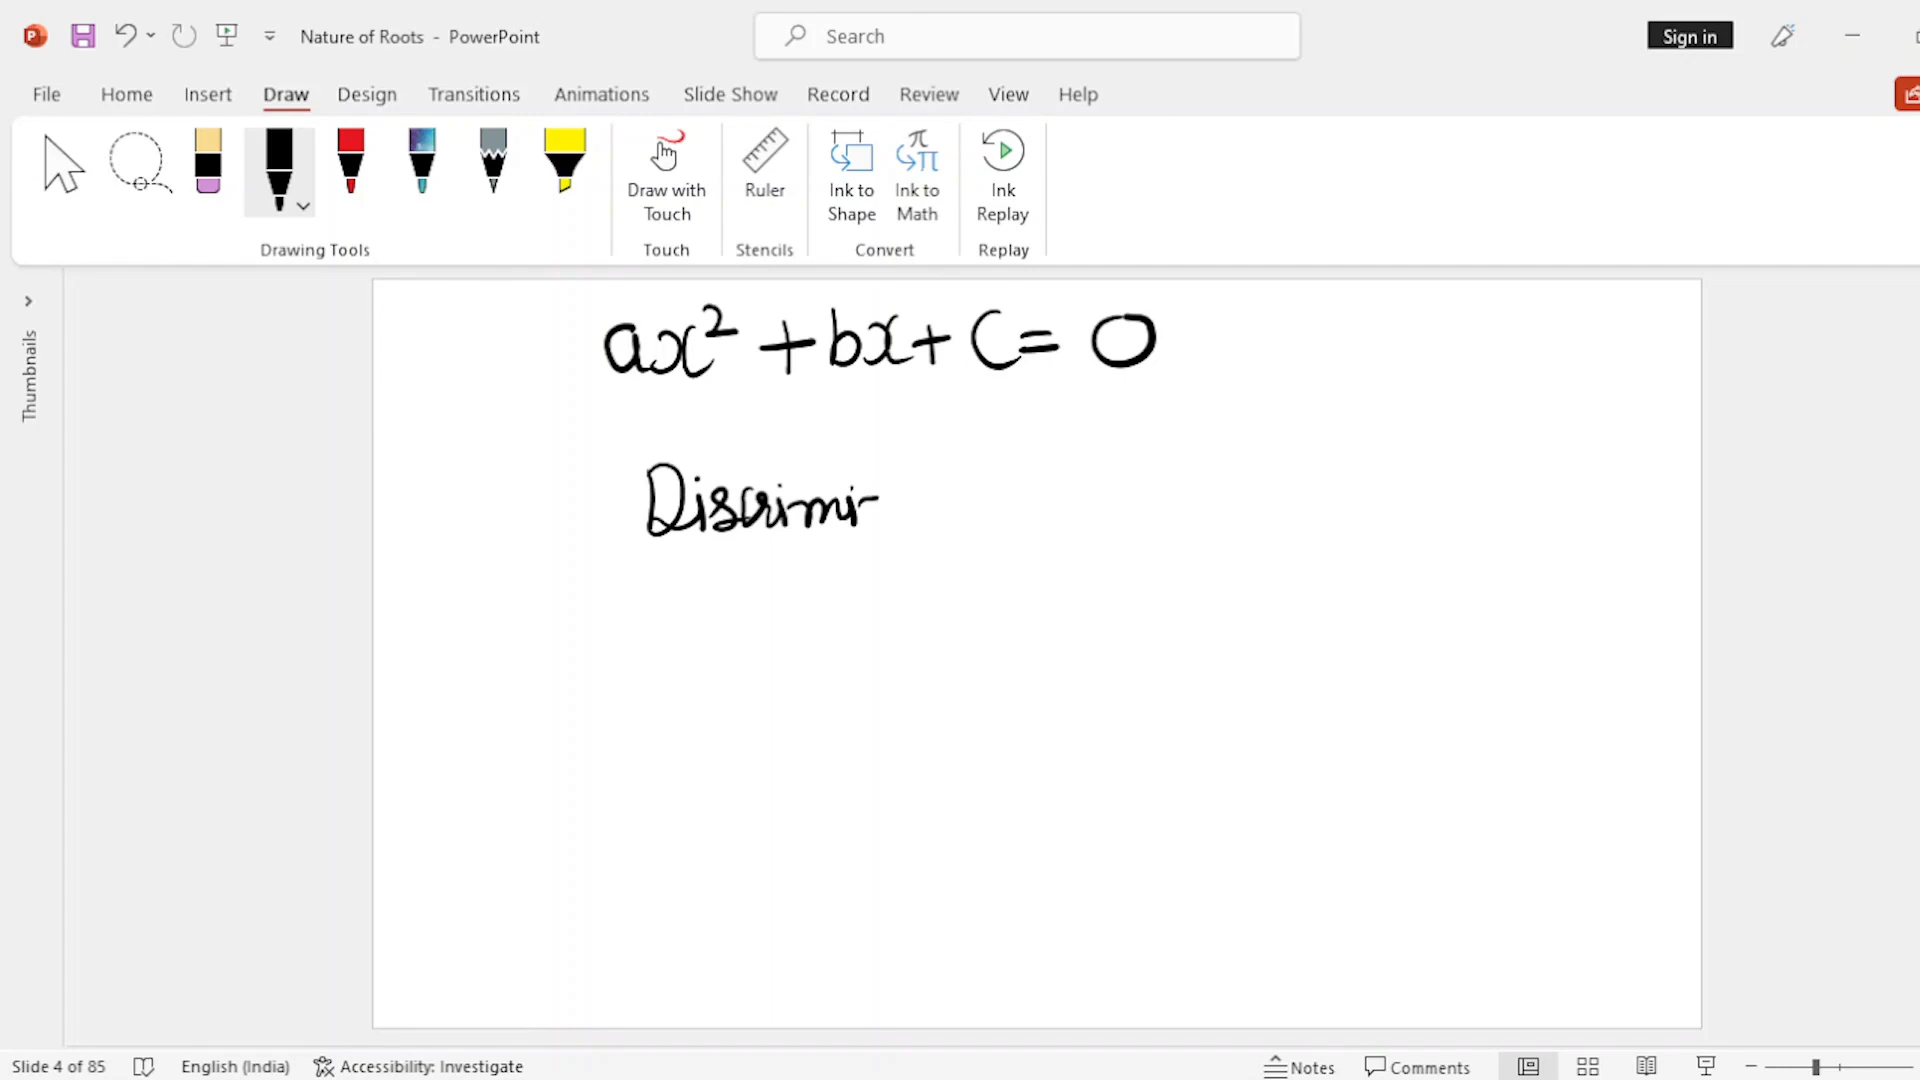 Nature of Roots - PowerPoint
Search
Sign in
File Home Insert Draw Design Transitions Animations Slide Show Record Review View Help
Draw with Touch
Ruler
Ink to Shape
Ink to Math
Ink Replay
Drawing Tools Touch Stencils Convert Replay
Thumbnails
ax² + bx + C = 0
Discrimi
Slide 4 of 85 English (India) Accessibility: Investigate Notes Comments